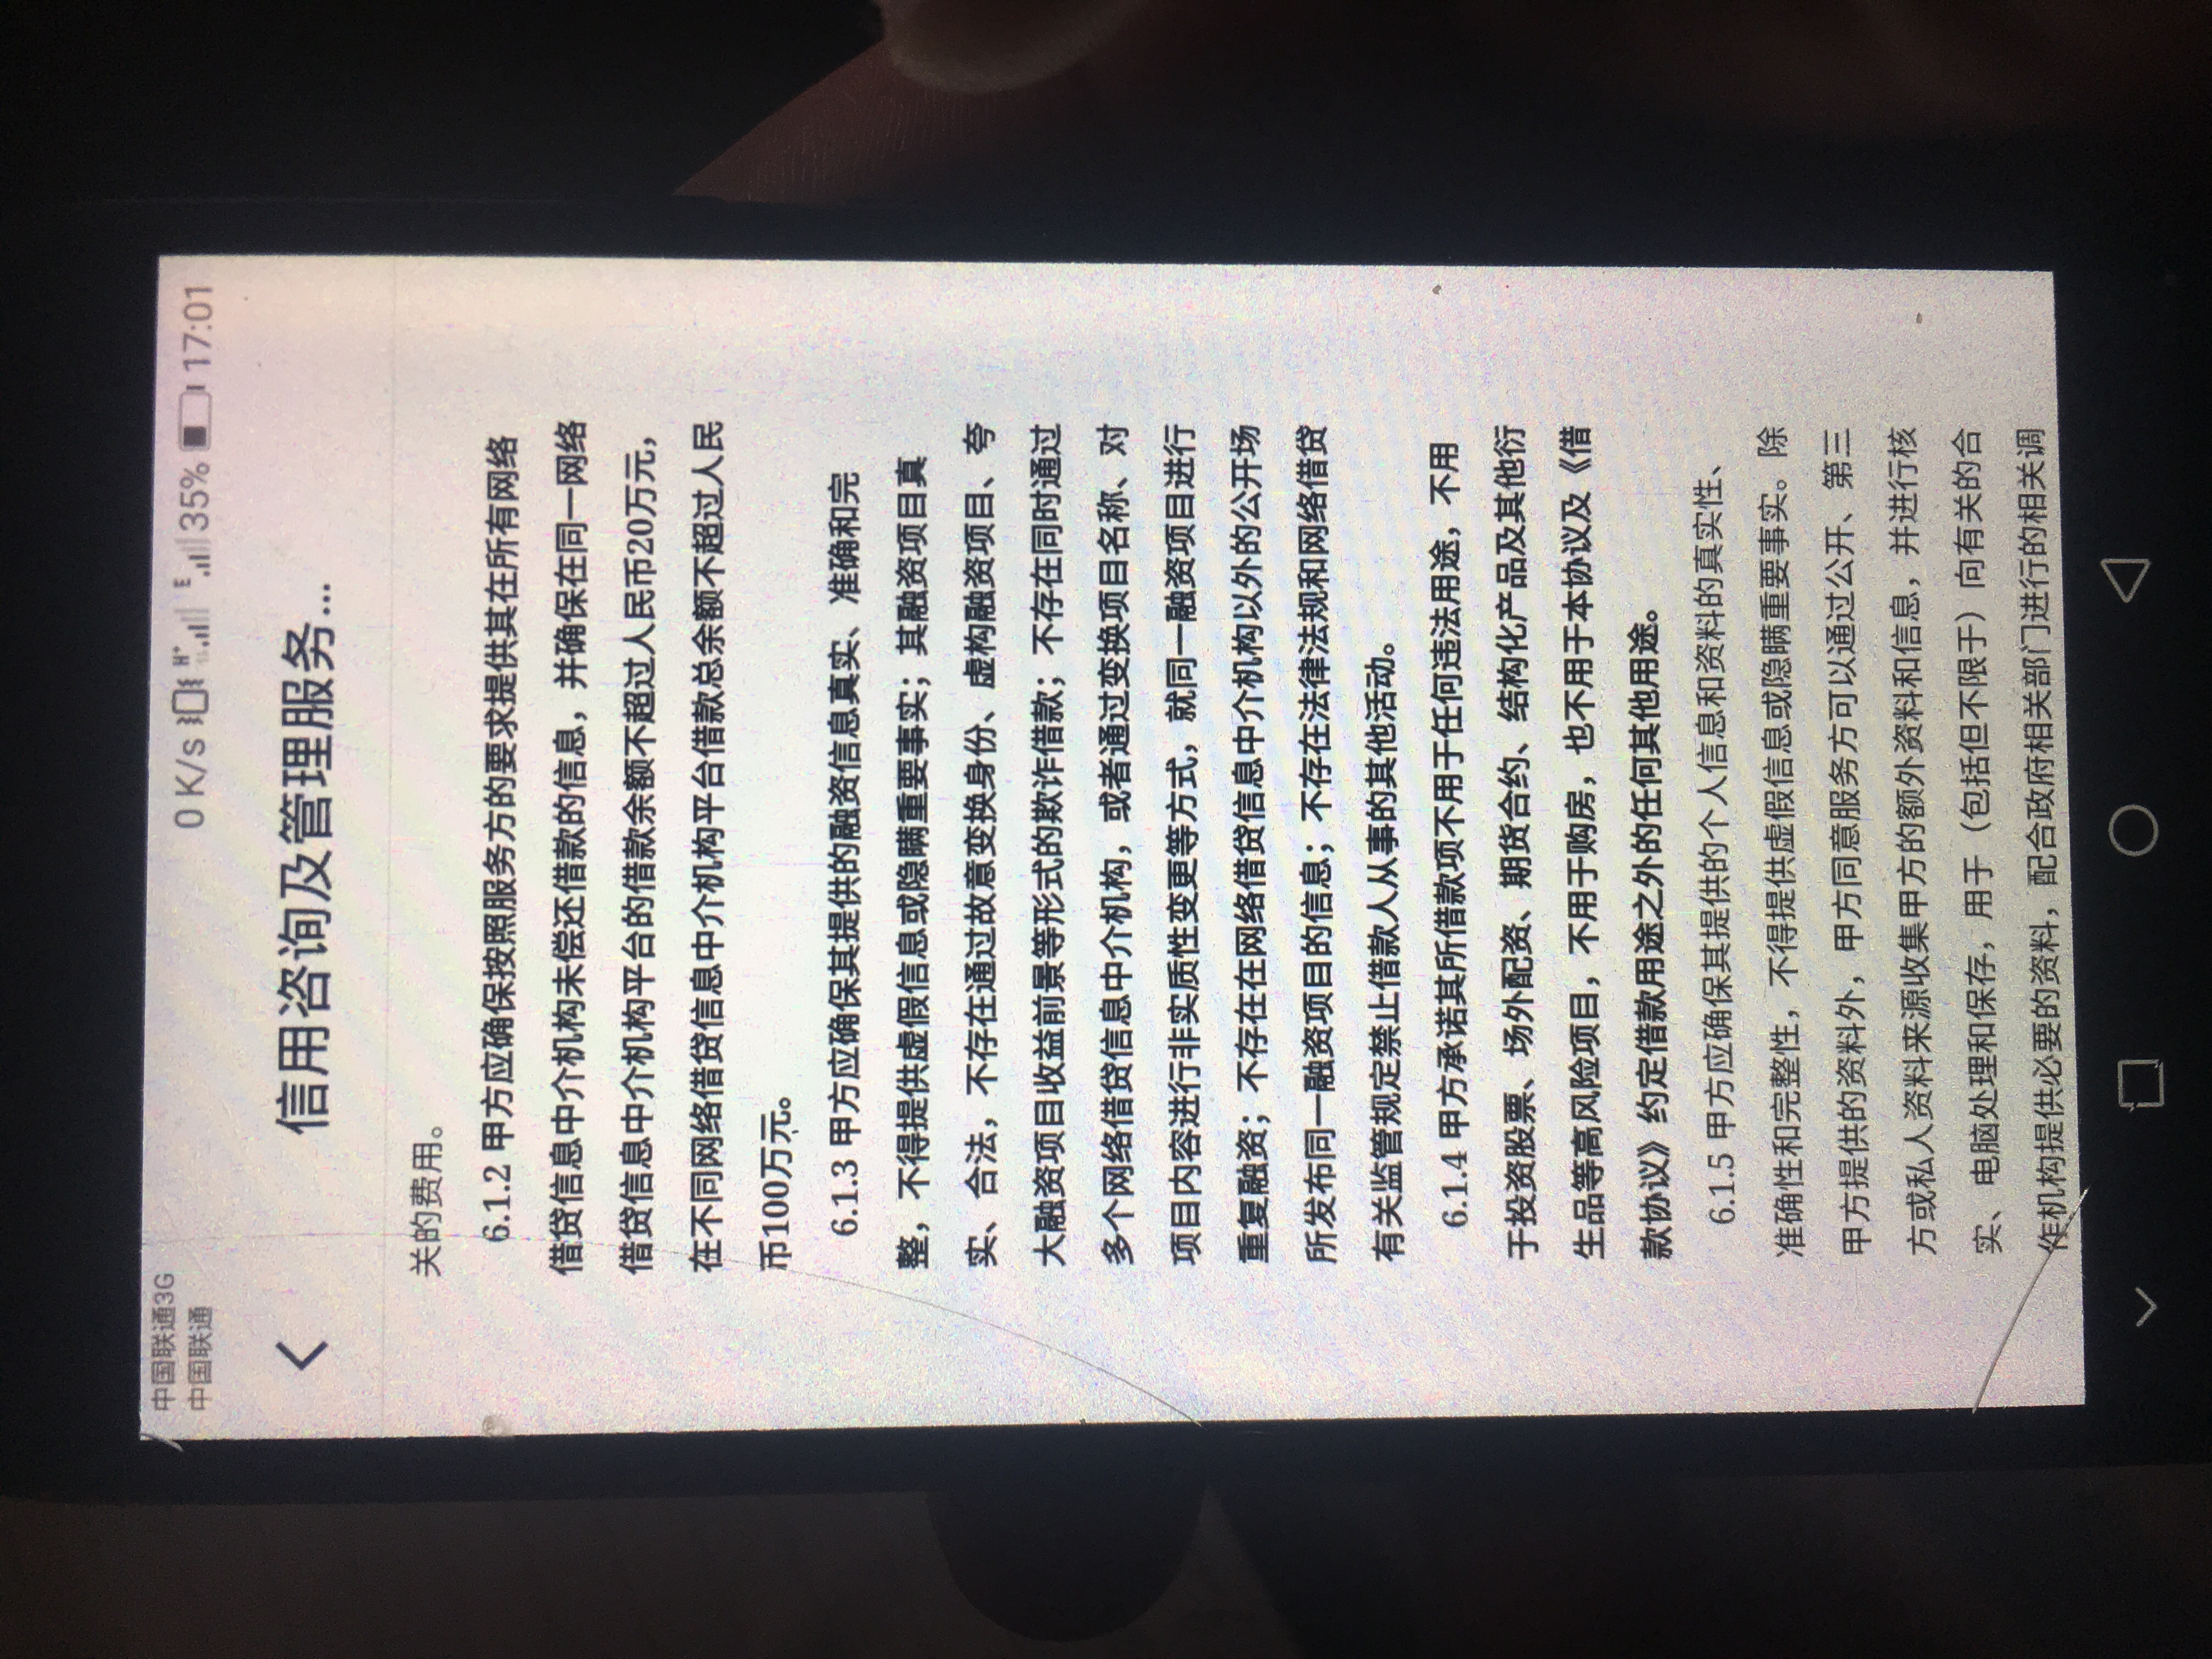 中国联通3G
中国联通
0 K/s H+ E 35% 17:01
信用咨询及管理服务...
关的费用。
6.1.2 甲方应确保按照服务方的要求提供其在所有网络
借贷信息中介机构未偿还借款的信息，并确保在同一网络
借贷信息中介机构平台的借款余额不超过人民币20万元，
在不同网络借贷信息中介机构平台借款总余额不超过人民
币100万元。
6.1.3 甲方应确保其提供的融资信息真实、准确和完
整，不得提供虚假信息或隐瞒重要事实；其融资项目真
实、合法，不存在通过故意变换身份、虚构融资项目、夸
大融资项目收益前景等形式的欺诈借款；不存在同时通过
多个网络借贷信息中介机构，或者通过变换项目名称、对
项目内容进行非实质性变更等方式，就同一融资项目进行
重复融资；不存在在网络借贷信息中介机构以外的公开场
所发布同一融资项目的信息；不存在法律法规和网络借贷
有关监管规定禁止借款人从事的其他活动。
6.1.4 甲方承诺其所借款项不用于任何违法用途，不用
于投资股票、场外配资、期货合约、结构化产品及其他衍
生品等高风险项目，不用于购房，也不用于本协议及《借
款协议》约定借款用途之外的任何其他用途。
6.1.5 甲方应确保其提供的个人信息和资料的真实性、
准确性和完整性，不得提供虚假信息或隐瞒重要事实。除
甲方提供的资料外，甲方同意服务方可以通过公开、第三
方或私人资料来源收集甲方的额外资料和信息，并进行核
实、电脑处理和保存，用于（包括但不限于）向有关的合
作机构提供必要的资料，配合政府相关部门进行的相关调